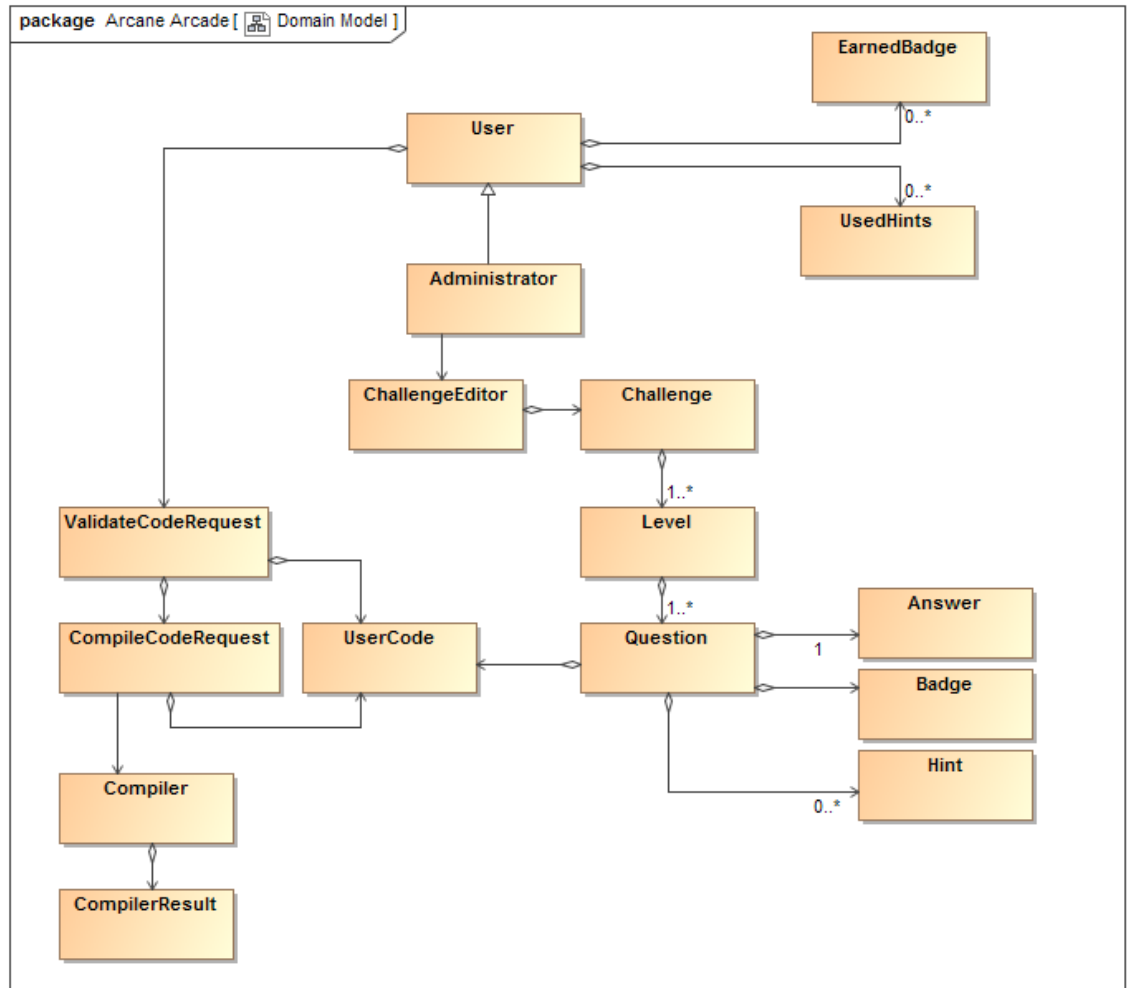 package Arcane Arcade [ Domain Model ]
EarnedBadge
0..*
User
0..*
UsedHints
Administrator
ChallengeEditor
Challenge
1..*
ValidateCodeRequest
Level
1..*
Answer
CompileCodeRequest
UserCode
Question
1
Badge
Hint
0..*
Compiler
CompilerResult